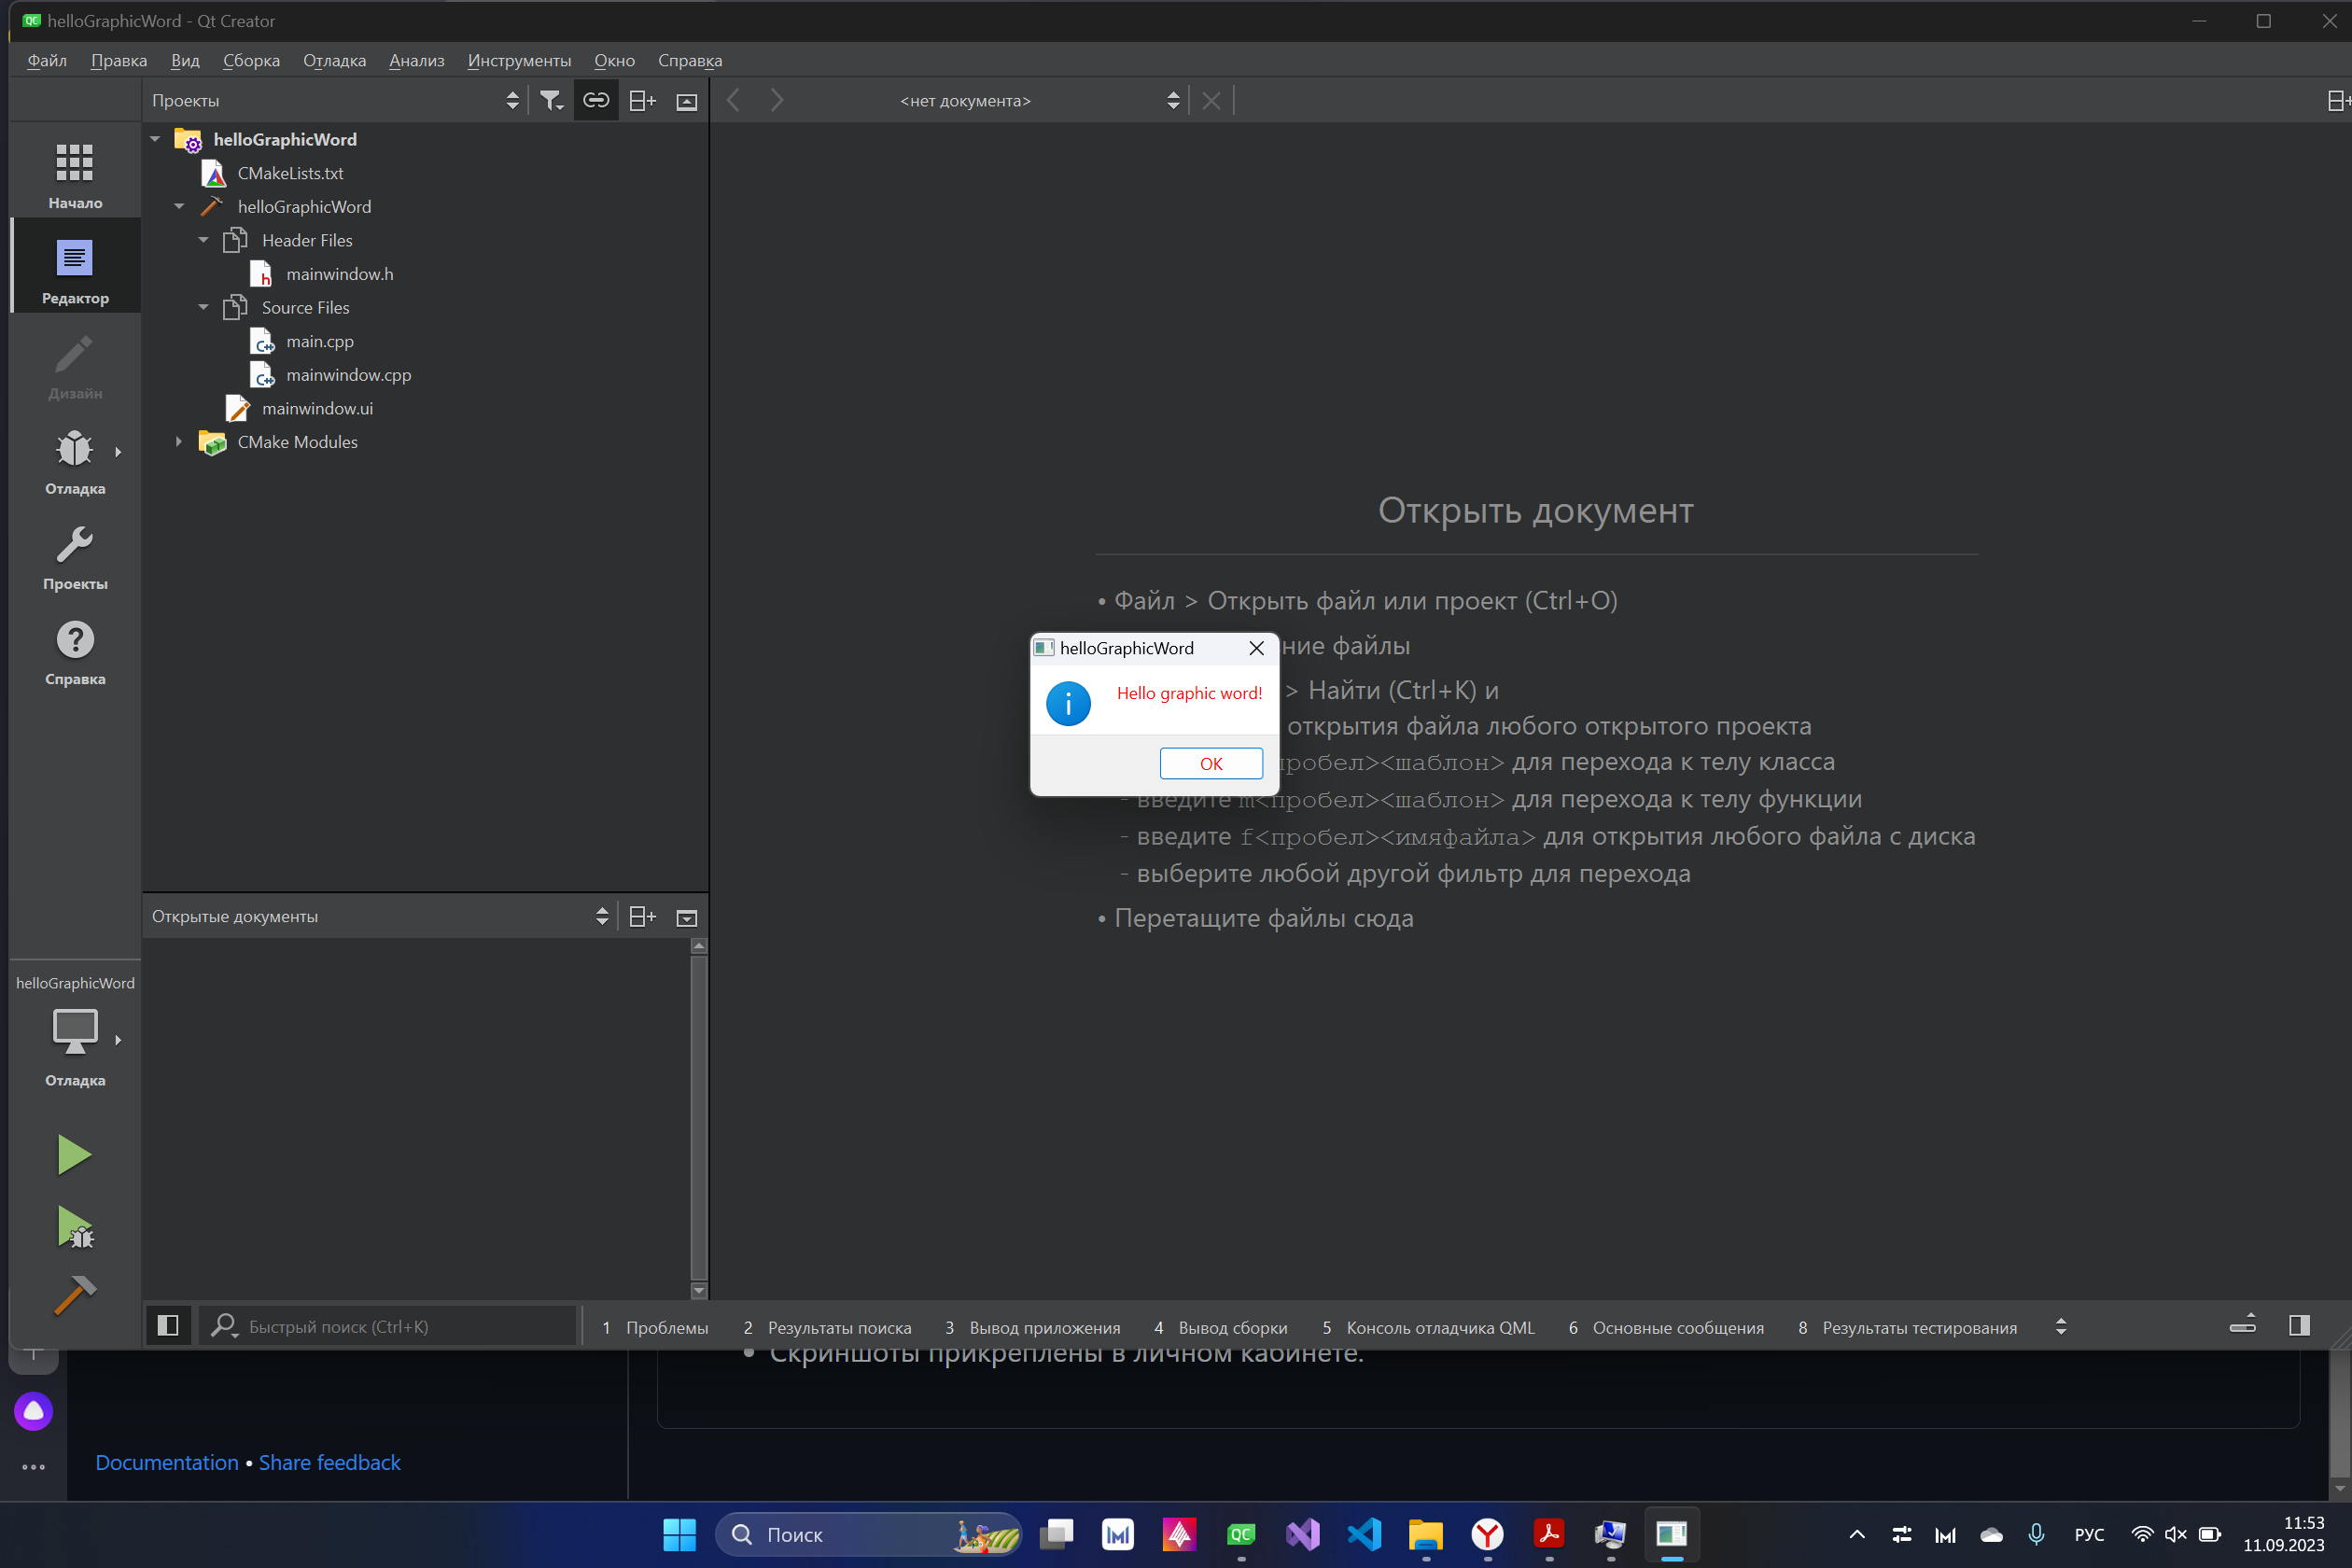 helloGraphicWord - Qt Creator
Файл Правка Вид Сборка Отладка Анализ Инструменты Окно Справка
Проекты
<нет документа>
helloGraphicWord
CMakeLists.txt
helloGraphicWord
Header Files
mainwindow.h
Source Files
main.cpp
mainwindow.cpp
mainwindow.ui
CMake Modules
Начало
Редактор
Дизайн
Отладка
Проекты
Справка
Открыть документ
• Файл > Открыть файл или проект (Ctrl+O)
ние файлы
> Найти (Ctrl+K) и
открытия файла любого открытого проекта
пробел><шаблон> для перехода к телу класса
- введите m<пробел><шаблон> для перехода к телу функции
- введите f<пробел><имяфайла> для открытия любого файла с диска
- выберите любой другой фильтр для перехода
• Перетащите файлы сюда
helloGraphicWord
Hello graphic word!
OK
Открытые документы
helloGraphicWord
Отладка
Быстрый поиск (Ctrl+K)
1 Проблемы 2 Результаты поиска 3 Вывод приложения 4 Вывод сборки 5 Консоль отладчика QML 6 Основные сообщения 8 Результаты тестирования
• Скриншоты прикреплены в личном кабинете.
Documentation • Share feedback
Поиск
РУС
11:53
11.09.2023